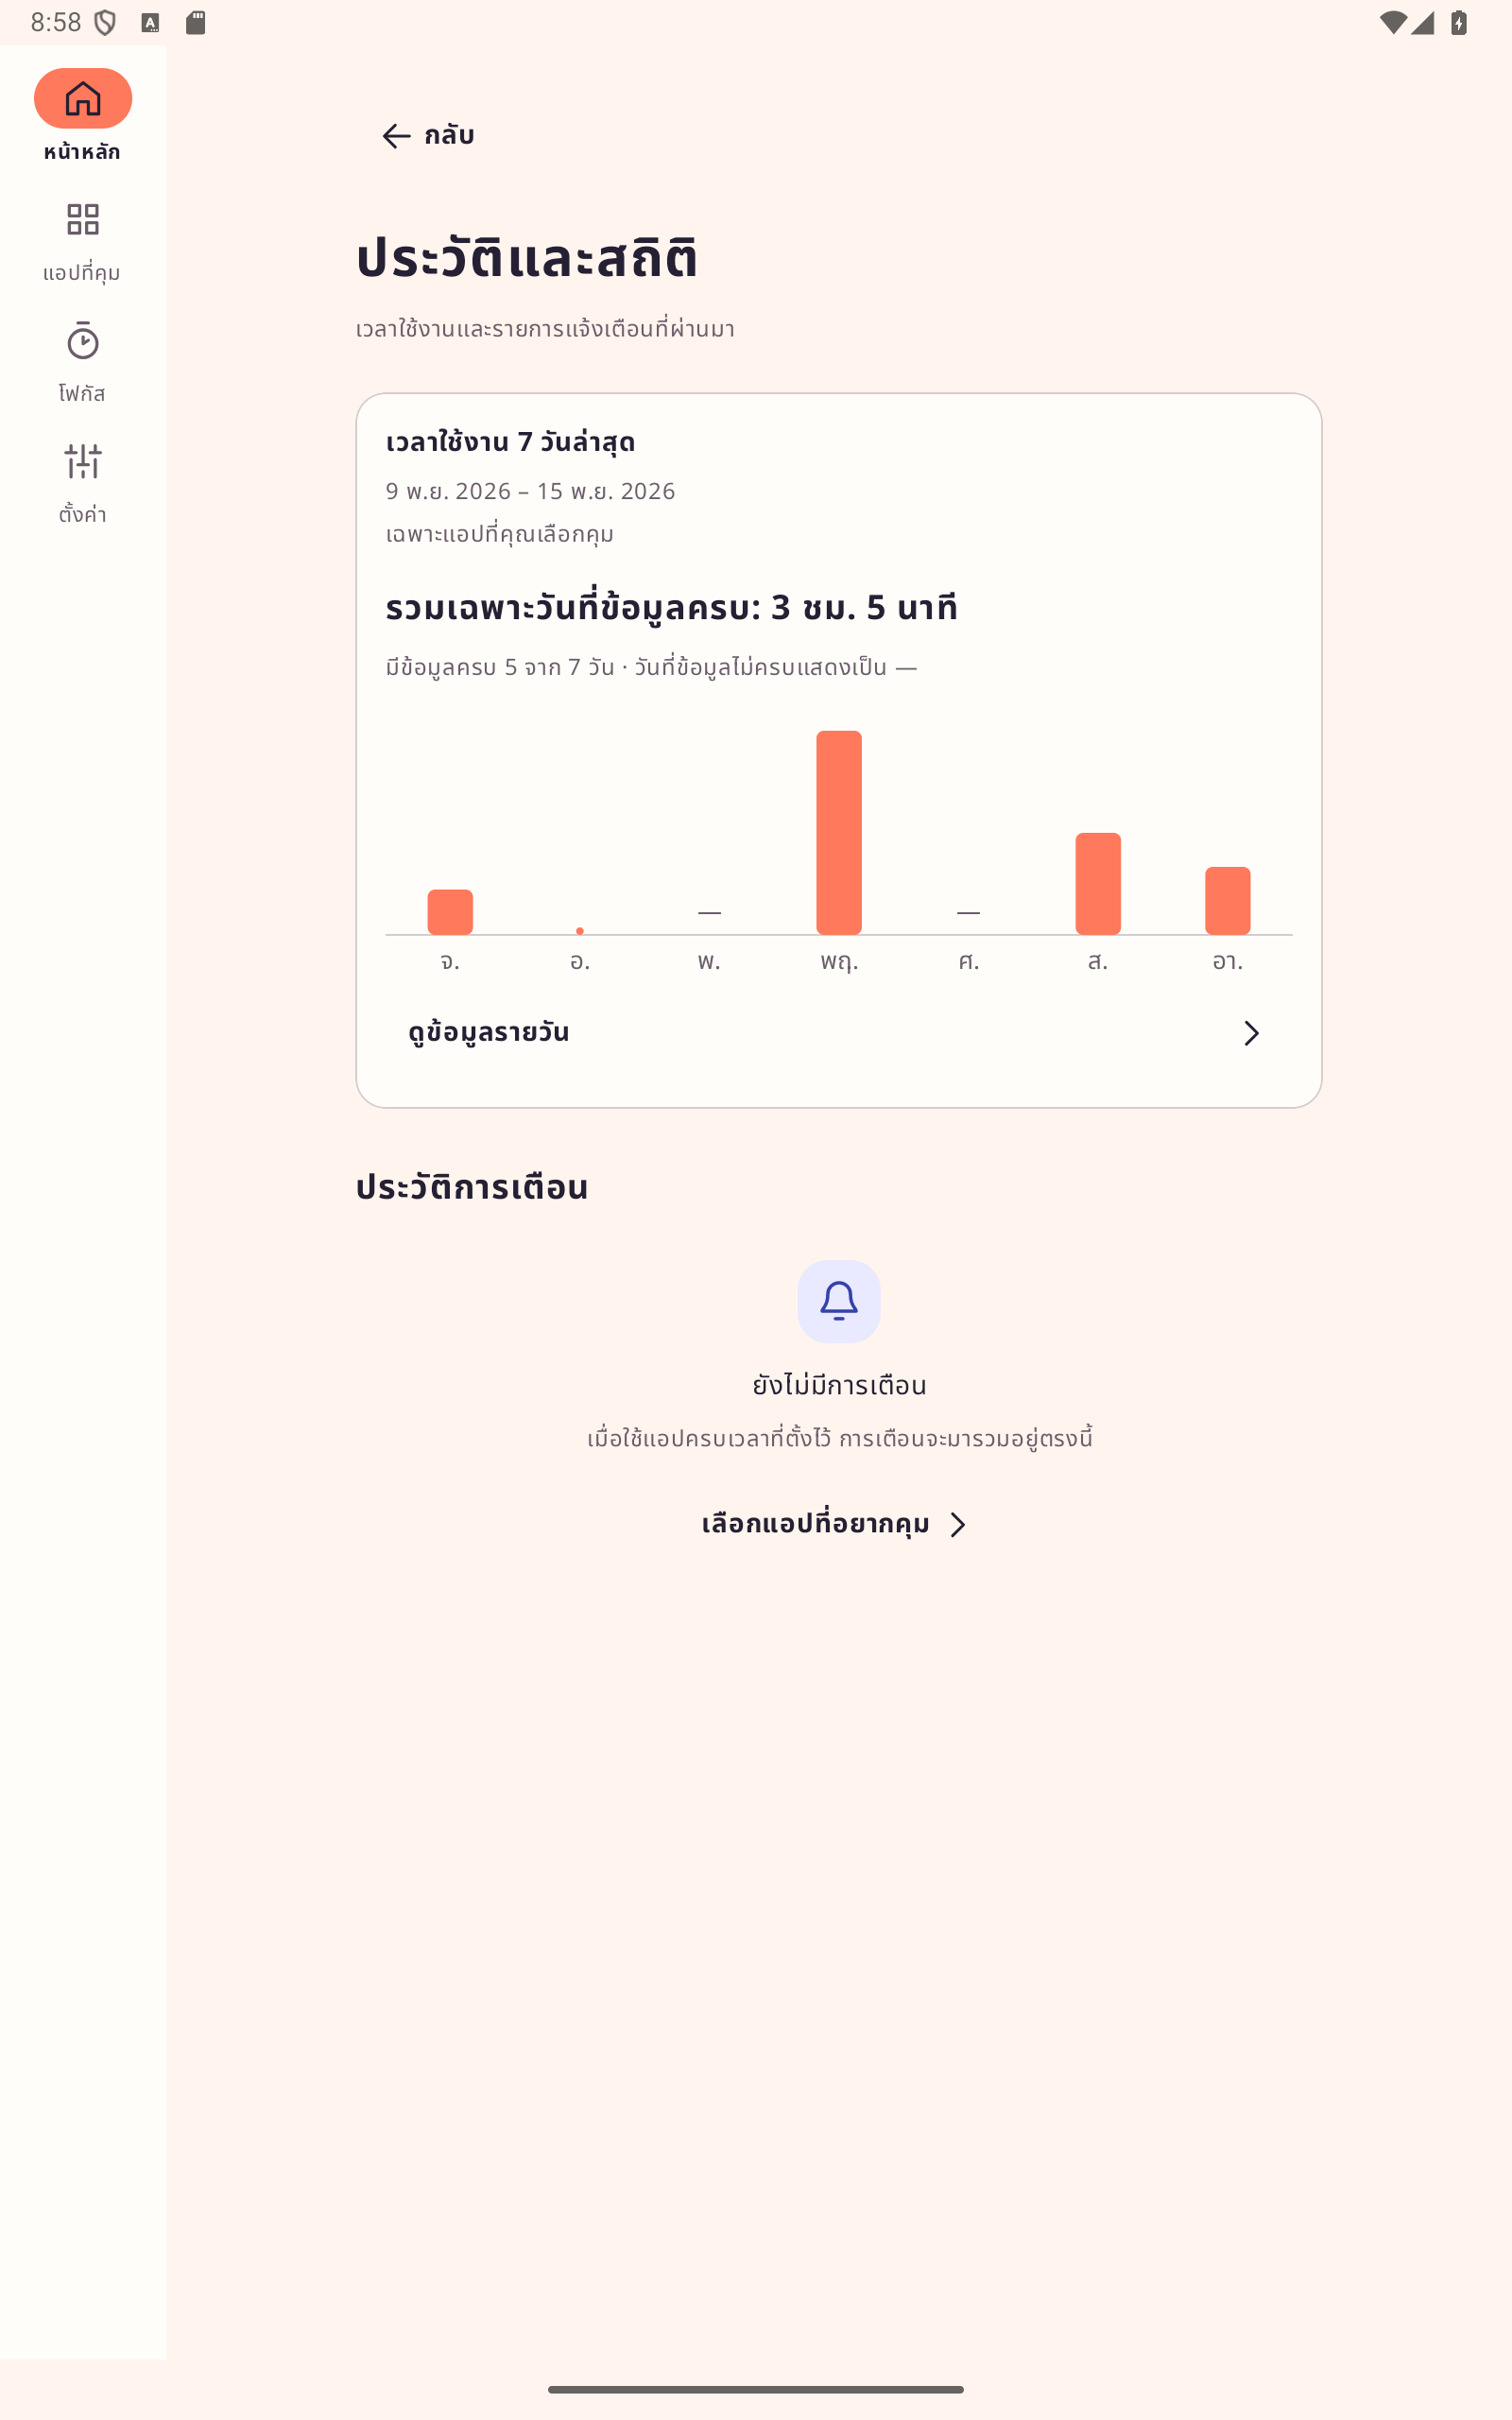 8:58
หน้าหลัก
แอปที่คุม
โฟกัส
ตั้งค่า
กลับ
ประวัติและสถิติ
เวลาใช้งานและรายการแจ้งเตือนที่ผ่านมา
เวลาใช้งาน 7 วันล่าสุด
9 พ.ย. 2026 – 15 พ.ย. 2026
เฉพาะแอปที่คุณเลือกคุม
รวมเฉพาะวันที่ข้อมูลครบ: 3 ชม. 5 นาที
มีข้อมูลครบ 5 จาก 7 วัน · วันที่ข้อมูลไม่ครบแสดงเป็น —
— —
จ. อ. พ. พฤ. ศ. ส. อา.
ดูข้อมูลรายวัน
ประวัติการเตือน
ยังไม่มีการเตือน
เมื่อใช้แอปครบเวลาที่ตั้งไว้ การเตือนจะมารวมอยู่ตรงนี้
เลือกแอปที่อยากคุม